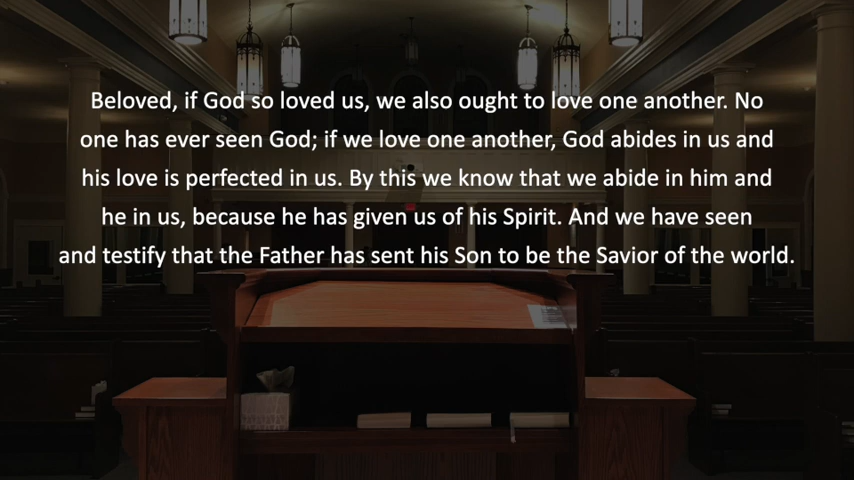 Beloved, if God so loved us, we also ought to love one another. No
one has ever seen God; if we love one another, God abides in us and
his love is perfected in us. By this we know that we abide in him and
he in us, because he has given us of his Spirit. And we have seen
and testify that the Father has sent his Son to be the Savior of the world.